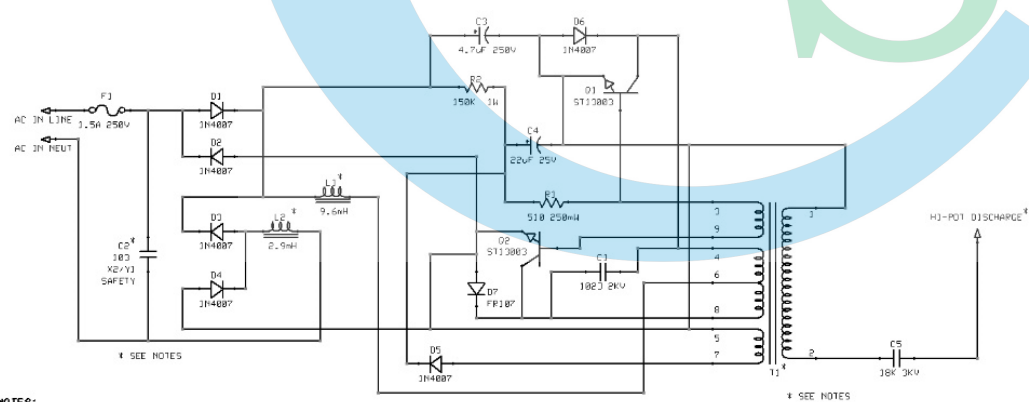 C3
4.7uF 250V
D6
1N4007
R2
150K 1W
Q1
ST13003
F1
1.5A 250V
AC IN LINE
AC IN NEUT
D1
1N4007
D2
1N4007
C4
22uF 25V
L1*
9.6mH
R1
510 250mW
L2*
2.9mH
D3
1N4007
Q2
ST13003
C2*
103
X2/Y1
SAFETY
D4
1N4007
C1
102J 2KV
D7
FR107
D5
1N4007
3
9
4
6
8
5
7
1
2
T1*
HI-POT DISCHARGE*
C5
18K 3KV
* SEE NOTES
* SEE NOTES
NOTES: